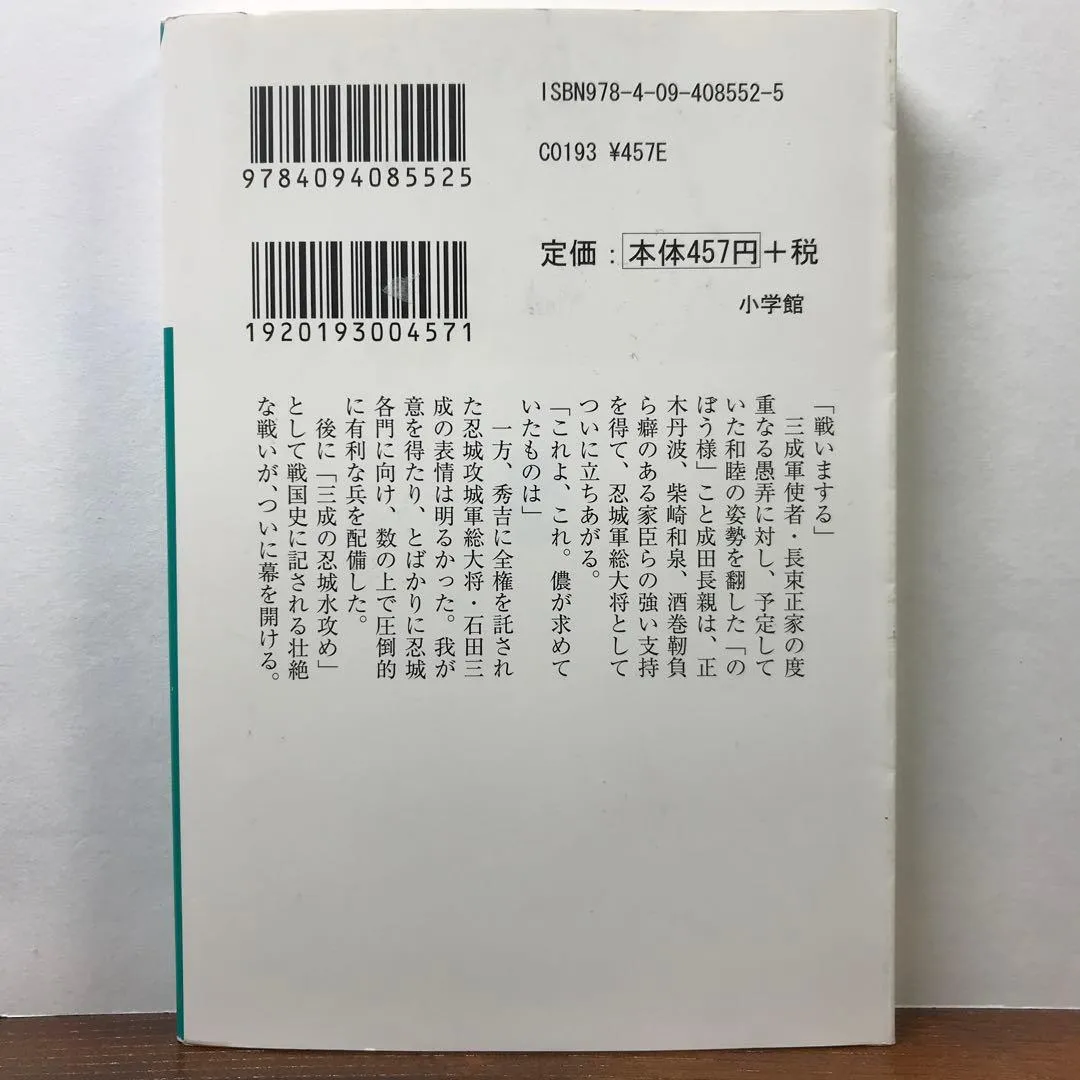 ISBN978-4-09-408552-5
9784094085525
C0193 ¥457E
1920193004571
定価：本体457円＋税
小学館
「戦いまする」
三成軍使者・長束正家の度
重なる愚弄に対し、予定して
いた和睦の姿勢を翻した「の
ぼう様」こと成田長親は、正
木丹波、柴崎和泉、酒巻靭負
ら癖のある家臣らの強い支持
を得て、忍城軍総大将として
ついに立ちあがる。
「これよ、これ。儂が求めて
いたものは」
一方、秀吉に全権を託され
た忍城攻城軍総大将・石田三
成の表情は明るかった。我が
意を得たり、とばかりに忍城
各門に向け、数の上で圧倒的
に有利な兵を配備した。
後に「三成の忍城水攻め」
として戦国史に記される壮絶
な戦いが、ついに幕を開ける。